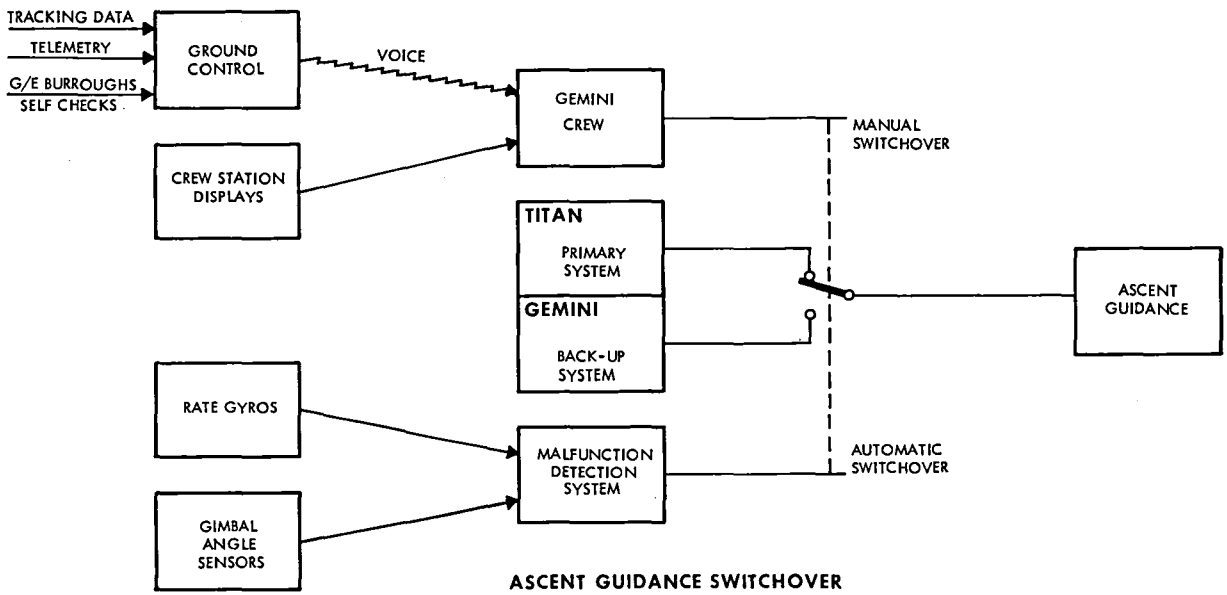 TRACKING DATA
TELEMETRY
G/E BURROUGHS
SELF CHECKS
GROUND
CONTROL
VOICE
GEMINI
CREW
MANUAL
SWITCHOVER
CREW STATION
DISPLAYS
TITAN
PRIMARY
SYSTEM
GEMINI
BACK-UP
SYSTEM
ASCENT
GUIDANCE
RATE GYROS
MALFUNCTION
DETECTION
SYSTEM
AUTOMATIC
SWITCHOVER
GIMBAL
ANGLE
SENSORS
ASCENT GUIDANCE SWITCHOVER